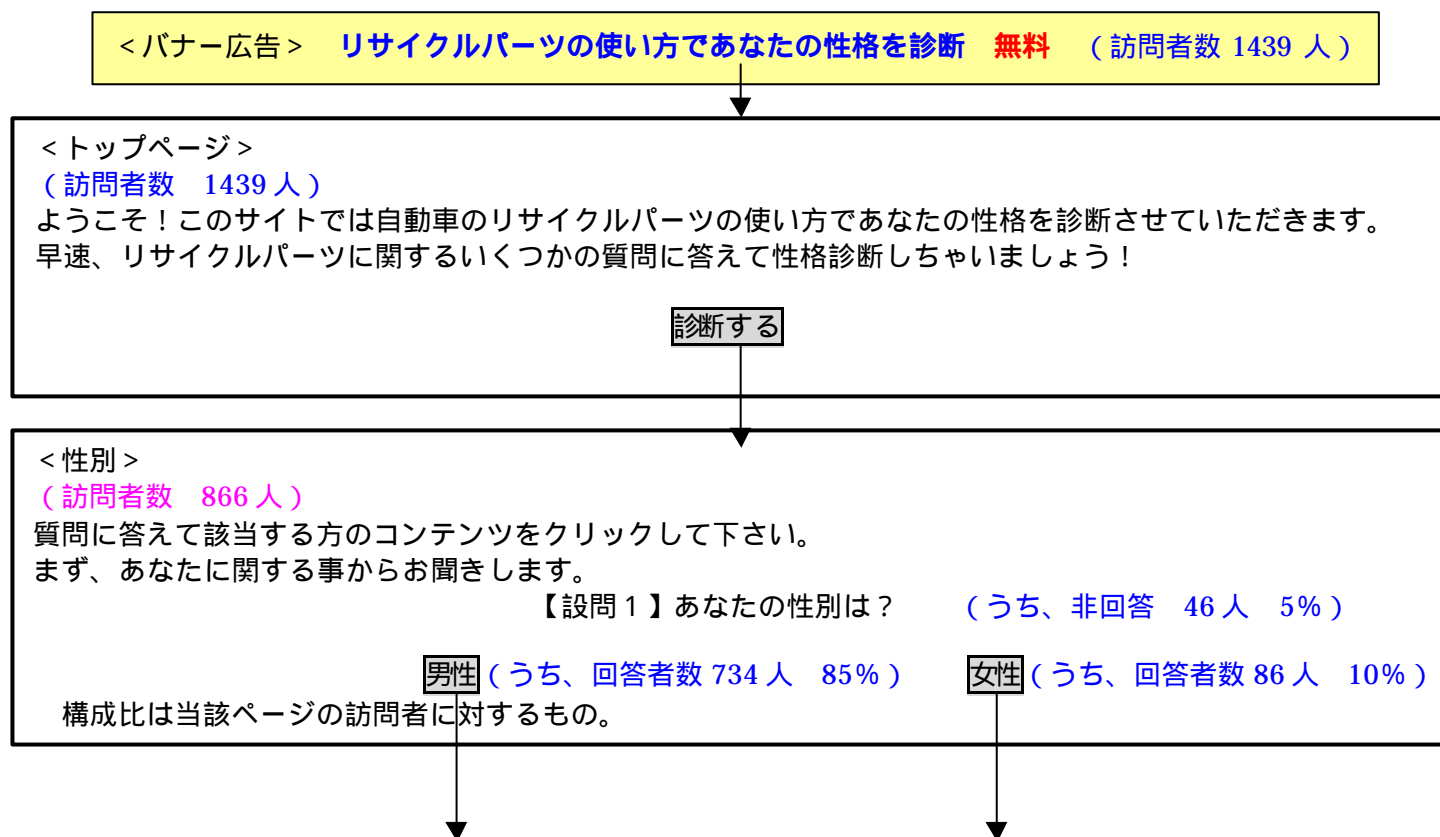 <バナー広告> リサイクルパーツの使い方であなたの性格を診断 無料 (訪問者数 1439 人)
<トップページ>
(訪問者数 1439 人)
ようこそ!このサイトでは自動車のリサイクルパーツの使い方であなたの性格を診断させていただきます。
早速、リサイクルパーツに関するいくつかの質問に答えて性格診断しちゃいましょう!
診断する
<性別>
(訪問者数 866 人)
質問に答えて該当する方のコンテンツをクリックして下さい。
まず、あなたに関する事からお聞きします。
【設問1】あなたの性別は? (うち、非回答 46 人 5%)
男性 (うち、回答者数 734 人 85%) 女性 (うち、回答者数 86 人 10%)
構成比は当該ページの訪問者に対するもの。